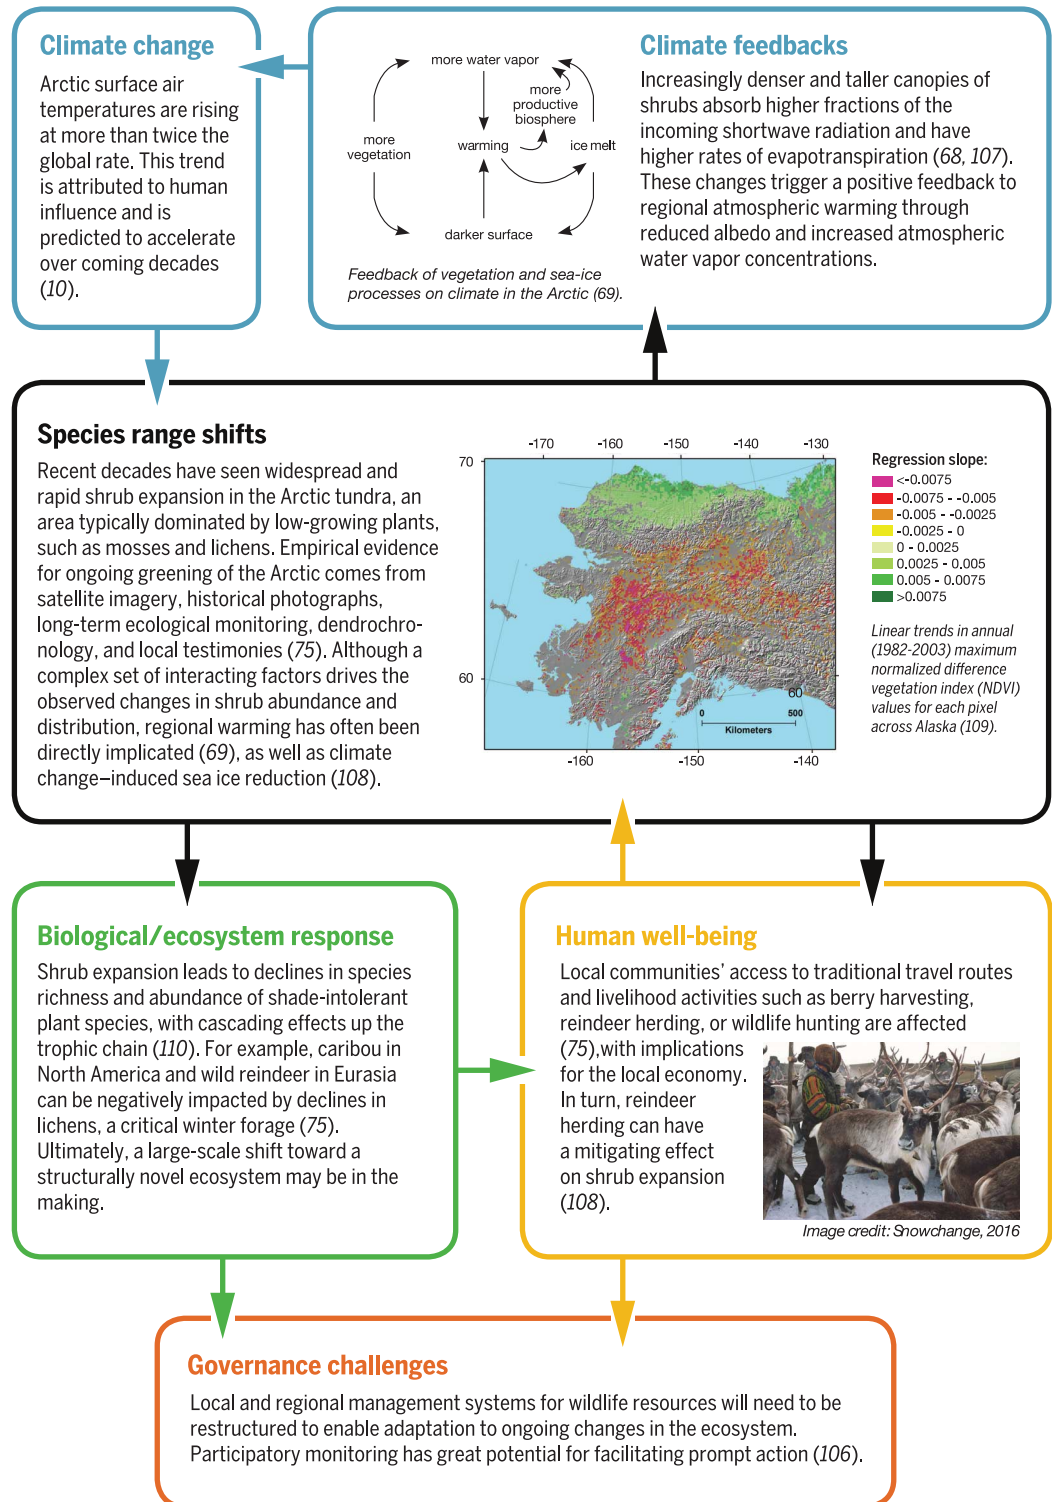 Climate change
Arctic surface air
temperatures are rising
at more than twice the
global rate. This trend
is attributed to human
influence and is
predicted to accelerate
over coming decades
(10).
more water vapor
more
productive
biosphere
more
vegetation
warming
ice melt
darker surface
Feedback of vegetation and sea-ice
processes on climate in the Arctic (69).
Climate feedbacks
Increasingly denser and taller canopies of
shrubs absorb higher fractions of the
incoming shortwave radiation and have
higher rates of evapotranspiration (68, 107).
These changes trigger a positive feedback to
regional atmospheric warming through
reduced albedo and increased atmospheric
water vapor concentrations.
Species range shifts
Recent decades have seen widespread and
rapid shrub expansion in the Arctic tundra, an
area typically dominated by low-growing plants,
such as mosses and lichens. Empirical evidence
for ongoing greening of the Arctic comes from
satellite imagery, historical photographs,
long-term ecological monitoring, dendrochro-
nology, and local testimonies (75). Although a
complex set of interacting factors drives the
observed changes in shrub abundance and
distribution, regional warming has often been
directly implicated (69), as well as climate
change–induced sea ice reduction (108).
-170 -160 -150 -140 -130
70
60
60
0 500
Kilometers
-160 -150 -140
Regression slope:
<-0.0075
-0.0075 - -0.005
-0.005 - -0.0025
-0.0025 - 0
0 - 0.0025
0.0025 - 0.005
0.005 - 0.0075
>0.0075
Linear trends in annual
(1982-2003) maximum
normalized difference
vegetation index (NDVI)
values for each pixel
across Alaska (109).
Biological/ecosystem response
Shrub expansion leads to declines in species
richness and abundance of shade-intolerant
plant species, with cascading effects up the
trophic chain (110). For example, caribou in
North America and wild reindeer in Eurasia
can be negatively impacted by declines in
lichens, a critical winter forage (75).
Ultimately, a large-scale shift toward a
structurally novel ecosystem may be in the
making.
Human well-being
Local communities' access to traditional travel routes
and livelihood activities such as berry harvesting,
reindeer herding, or wildlife hunting are affected
(75),with implications
for the local economy.
In turn, reindeer
herding can have
a mitigating effect
on shrub expansion
(108).
Image credit: Snowchange, 2016
Governance challenges
Local and regional management systems for wildlife resources will need to be
restructured to enable adaptation to ongoing changes in the ecosystem.
Participatory monitoring has great potential for facilitating prompt action (106).